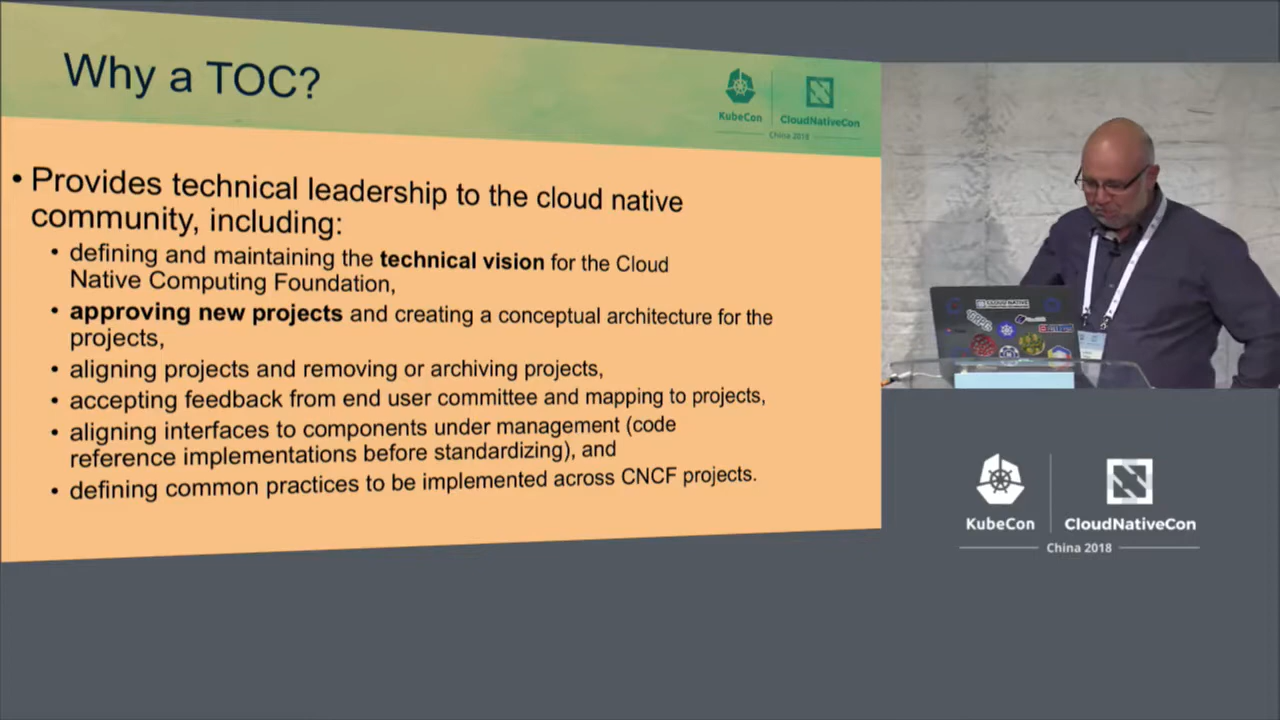 Why a TOC?
KubeCon
CloudNativeCon
China 2018
• Provides technical leadership to the cloud native
community, including:
• defining and maintaining the technical vision for the Cloud
Native Computing Foundation,
• approving new projects and creating a conceptual architecture for the
projects,
• aligning projects and removing or archiving projects,
• accepting feedback from end user committee and mapping to projects,
• aligning interfaces to components under management (code
reference implementations before standardizing), and
• defining common practices to be implemented across CNCF projects.
KubeCon
CloudNativeCon
China 2018